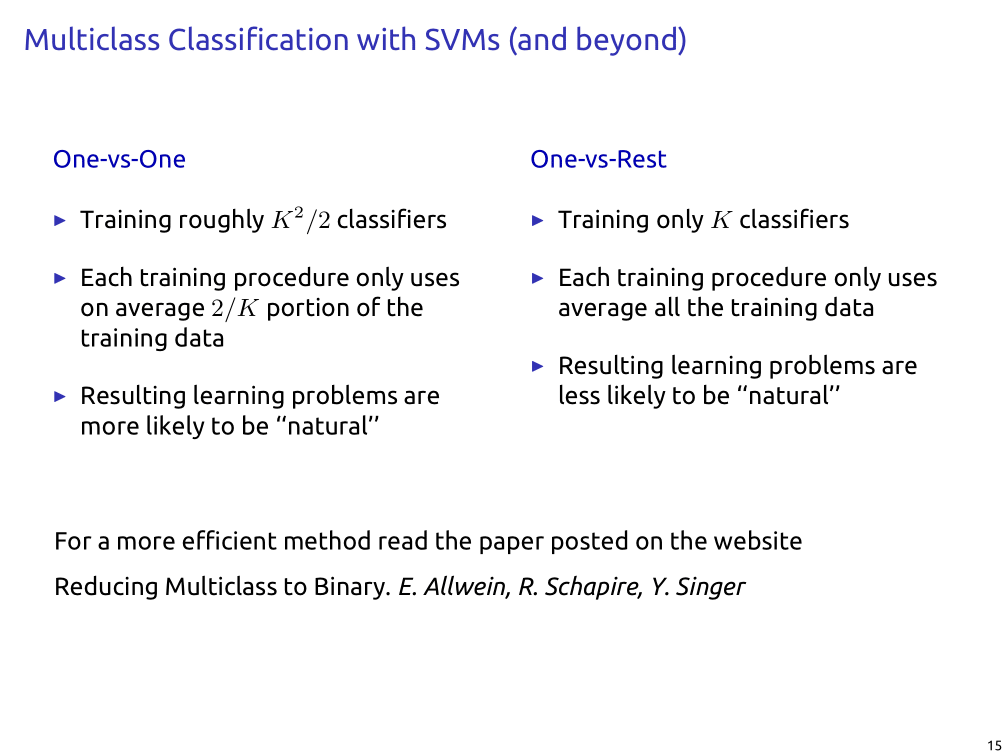 Multiclass Classification with SVMs (and beyond)
One-vs-One
▶ Training roughly K²/2 classifiers
▶ Each training procedure only uses
on average 2/K portion of the
training data
▶ Resulting learning problems are
more likely to be “natural”
One-vs-Rest
▶ Training only K classifiers
▶ Each training procedure only uses
average all the training data
▶ Resulting learning problems are
less likely to be “natural”
For a more efficient method read the paper posted on the website
Reducing Multiclass to Binary. E. Allwein, R. Schapire, Y. Singer
15